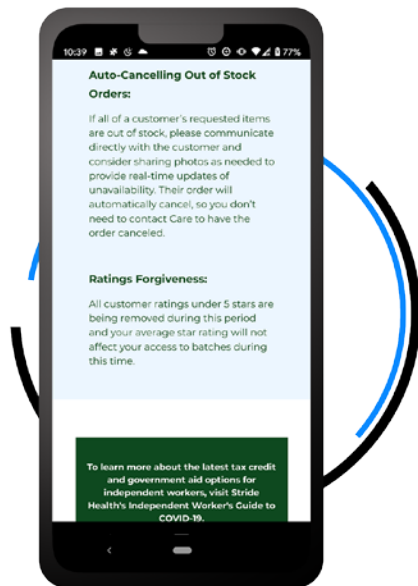 10:39
77%
Auto-Cancelling Out of Stock
Orders:
If all of a customer's requested items
are out of stock, please communicate
directly with the customer and
consider sharing photos as needed to
provide real-time updates of
unavailability. Their order will
automatically cancel, so you don't
need to contact Care to have the
order canceled.
Ratings Forgiveness:
All customer ratings under 5 stars are
being removed during this period
and your average star rating will not
affect your access to batches during
this time.
To learn more about the latest tax credit
and government aid options for
independent workers, visit Stride
Health's Independent Worker's Guide to
COVID-19.